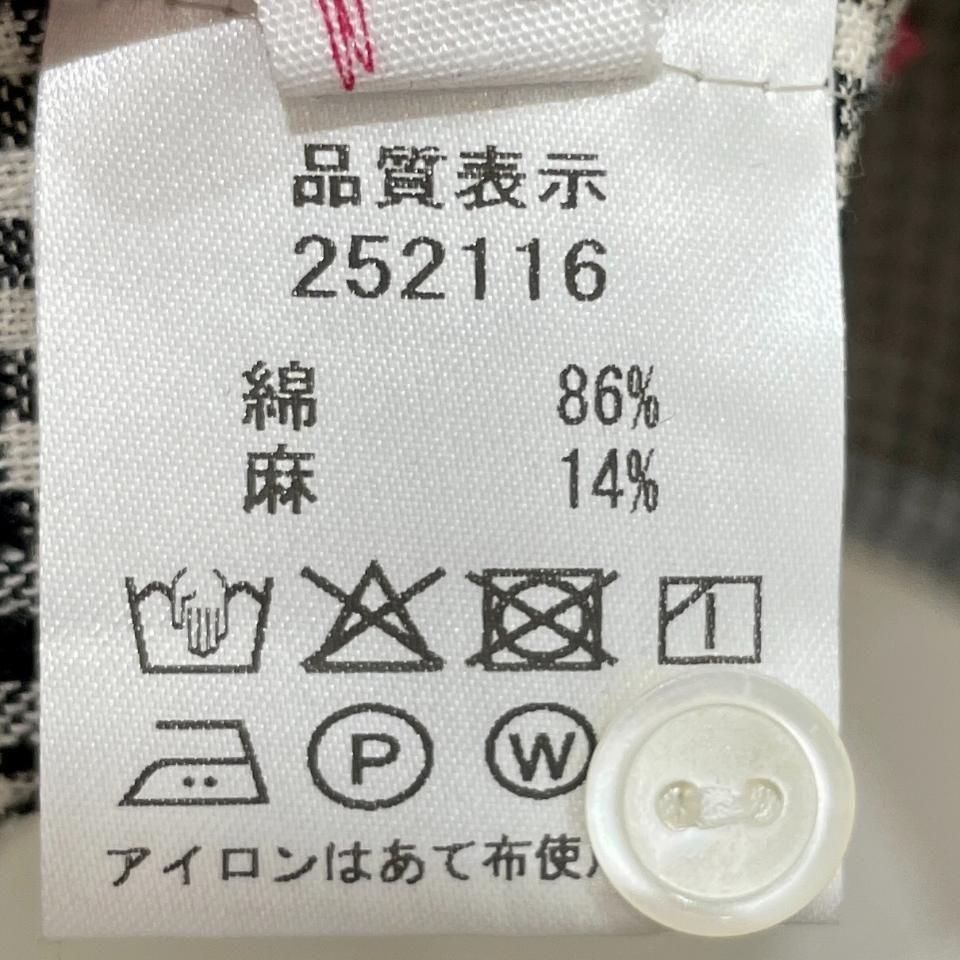 品質表示
252116
綿 86%
麻 14%
P W
アイロンはあて布使